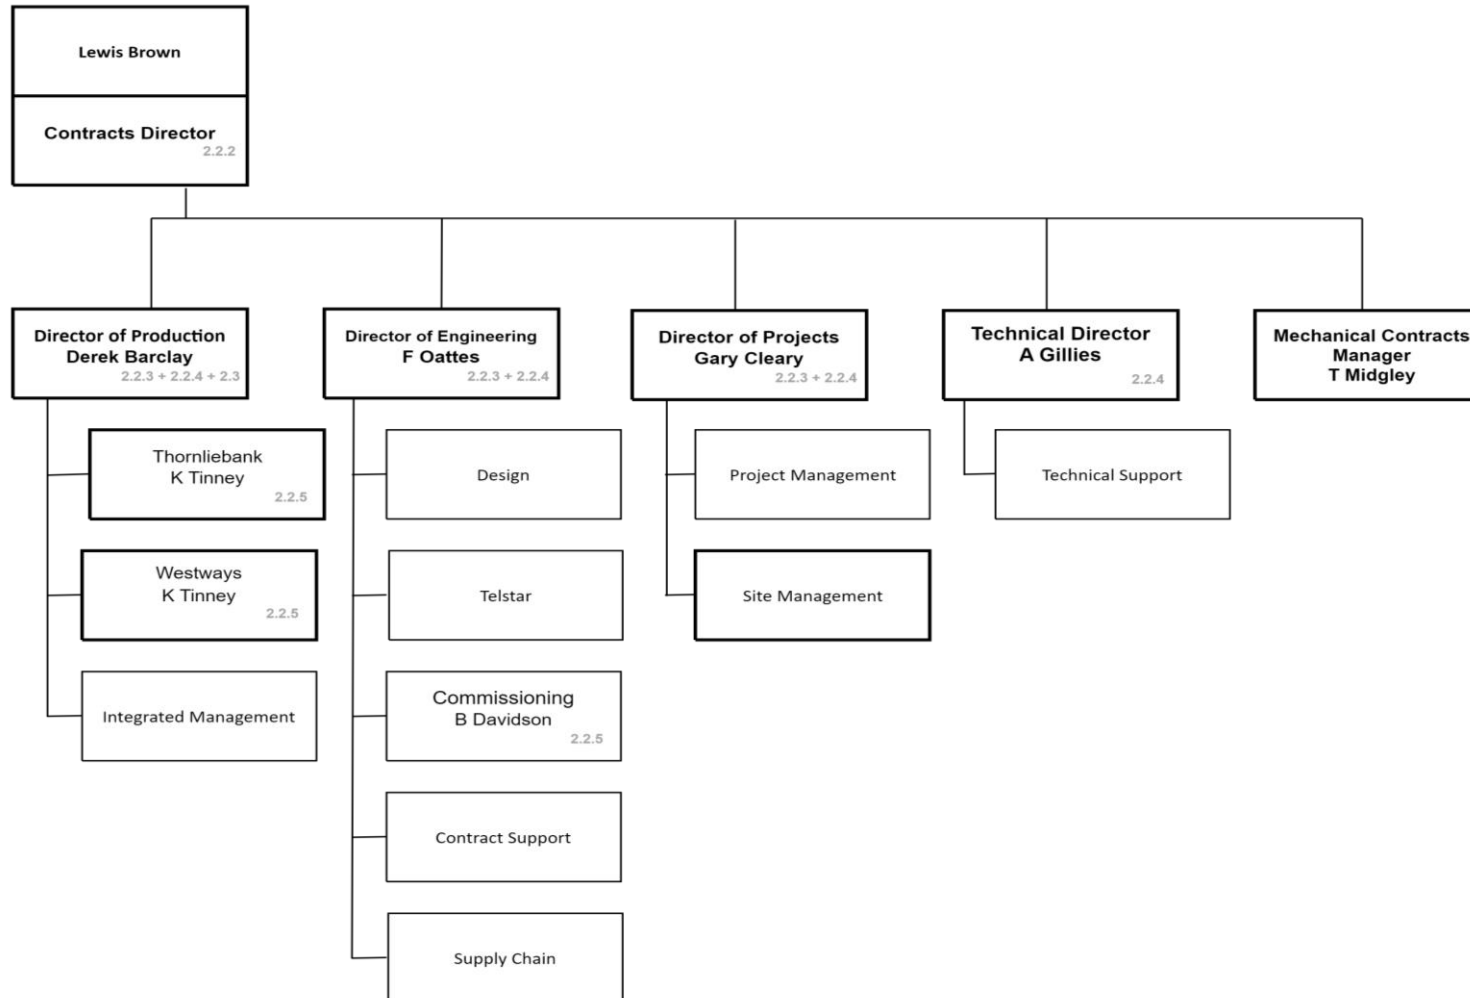 Lewis Brown
Contracts Director
2.2.2
Director of Production
Derek Barclay
2.2.3 + 2.2.4 + 2.3
Director of Engineering
F Oattes
2.2.3 + 2.2.4
Director of Projects
Gary Cleary
2.2.3 + 2.2.4
Technical Director
A Gillies
2.2.4
Mechanical Contracts
Manager
T Midgley
Thornliebank
K Tinney
2.2.5
Westways
K Tinney
2.2.5
Integrated Management
Design
Telstar
Commissioning
B Davidson
2.2.5
Contract Support
Supply Chain
Project Management
Site Management
Technical Support